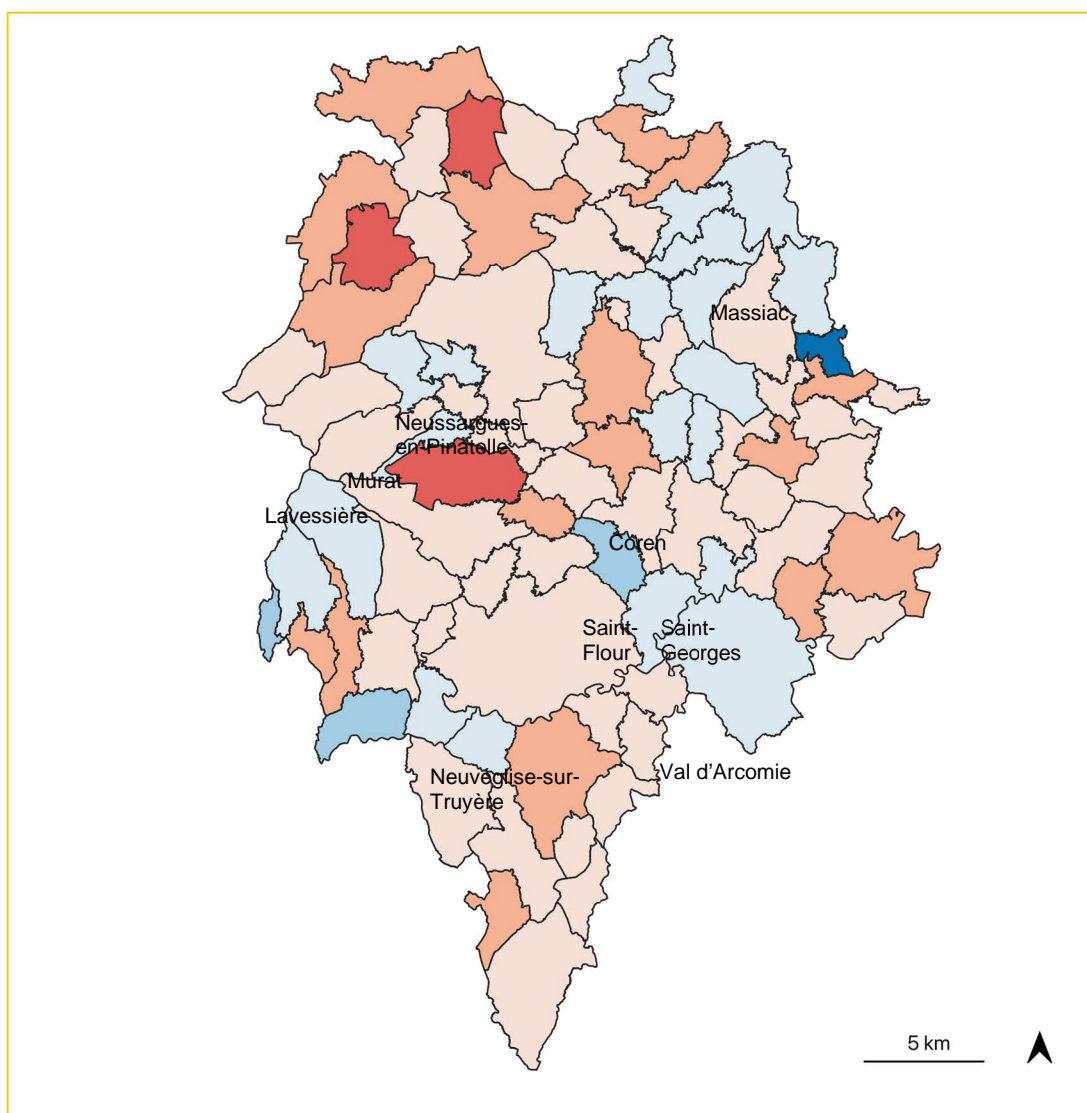 Massiac
Neussargues-
en-Pinatelle
Murat
Lavessière
Coren
Saint-
Flour
Saint-
Georges
Val d’Arcomie
Neuvéglise-sur-
Truyère
5 km